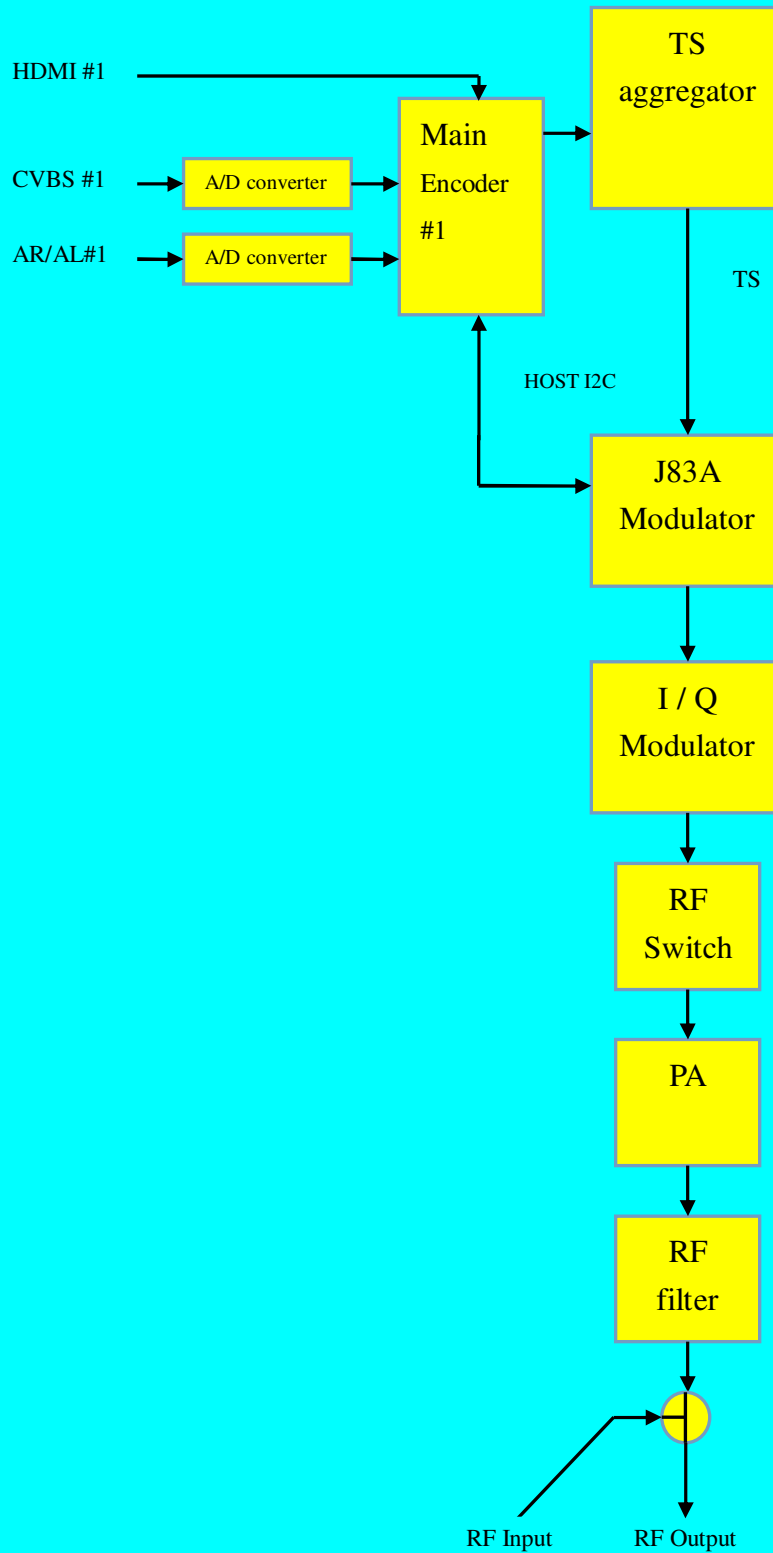 TS
aggregator
HDMI #1
Main
Encoder
#1
CVBS #1
A/D converter
AR/AL#1
A/D converter
TS
HOST I2C
J83A
Modulator
I / Q
Modulator
RF
Switch
PA
RF
filter
RF Input
RF Output